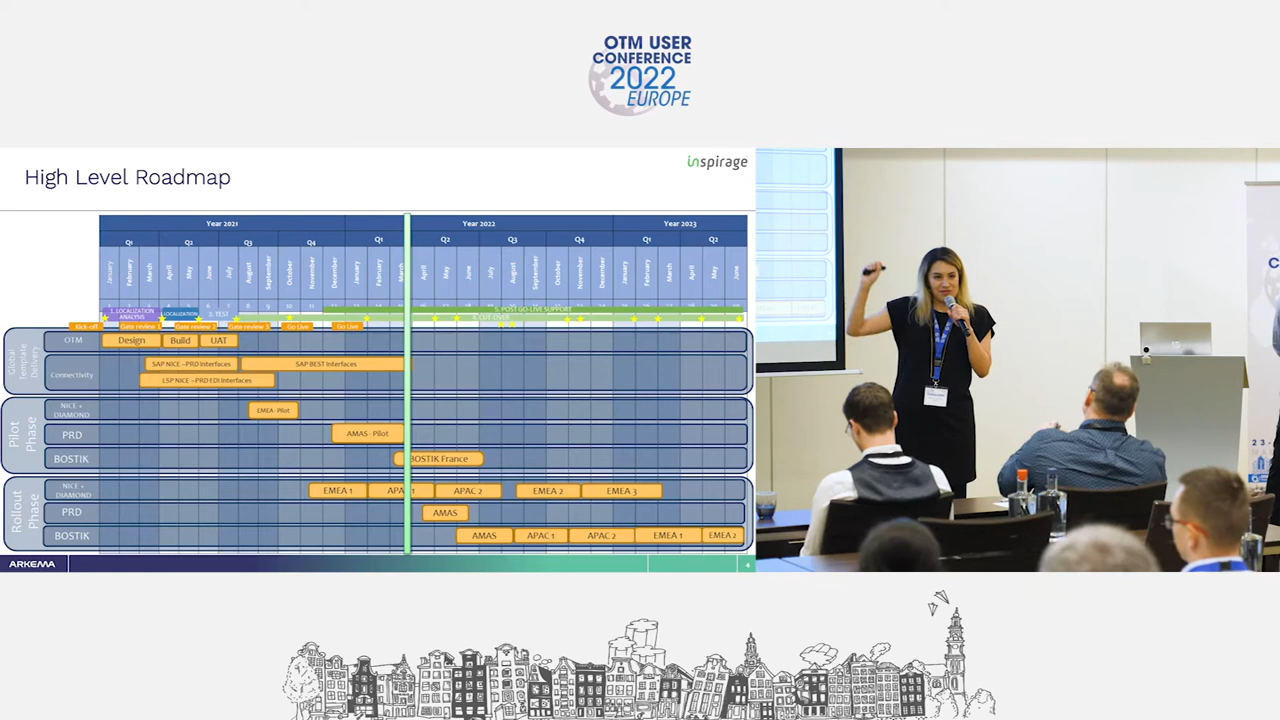 OTM USER
CONFERENCE
2022
EUROPE
inspirage
High Level Roadmap
Year 2021 Year 2022 Year 2023
Q1 Q2 Q3 Q4 Q1 Q2 Q3 Q4 Q1 Q2
January February March April May June July August September October November December January February March April May June July August September October November December January February March April May June
1. LOCALIZATION
ANALYSIS
LOCALIZATION
3. TEST
5. POST GO-LIVE SUPPORT
4. CUT OVER
Kick-off Gate review 1 Gate review 2 Gate review 3 Go Live Go Live
Global
Template
Delivery
OTM Design Build UAT
Connectivity
SAP NICE –PRD Interfaces SAP BEST Interfaces
LSP NICE –PRD EDI Interfaces
Pilot
Phase
NICE +
DIAMOND
EMEA- Pilot
PRD AMAS- Pilot
BOSTIK BOSTIK France
Rollout
Phase
NICE +
DIAMOND
EMEA 1 APAC 1 APAC 2 EMEA 2 EMEA 3
PRD AMAS
BOSTIK AMAS APAC 1 APAC 2 EMEA 1 EMEA 2
ARKEMA 4